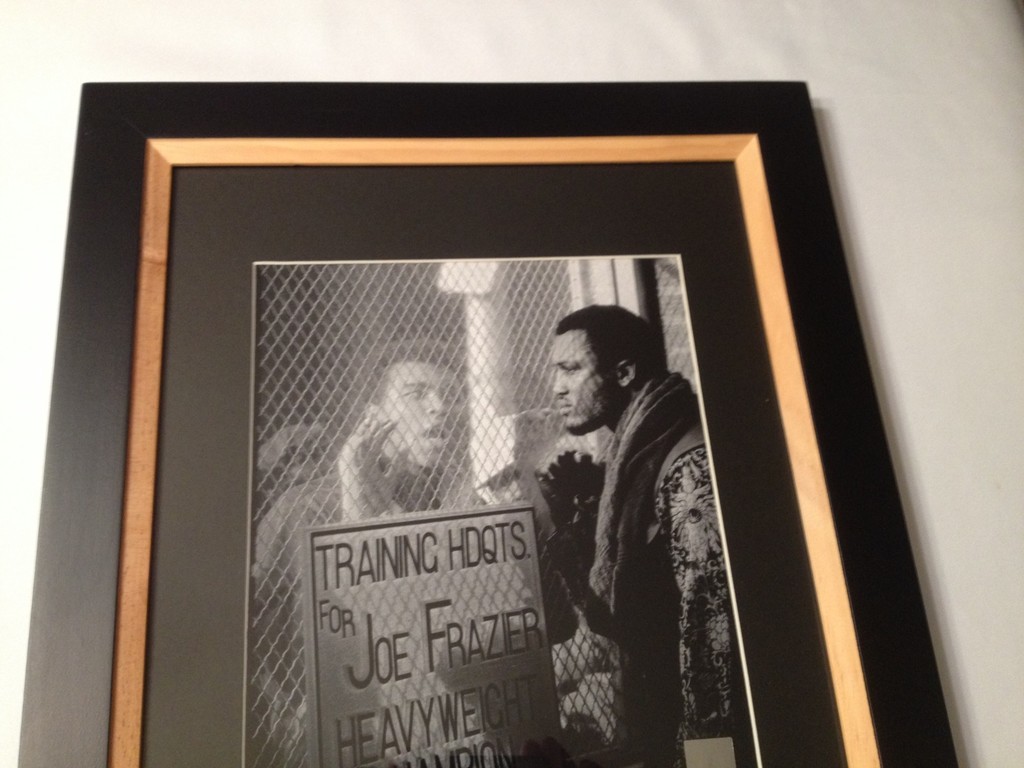 TRAINING HDQTS.
FOR
JOE FRAZIER
HEAVYWEIGHT